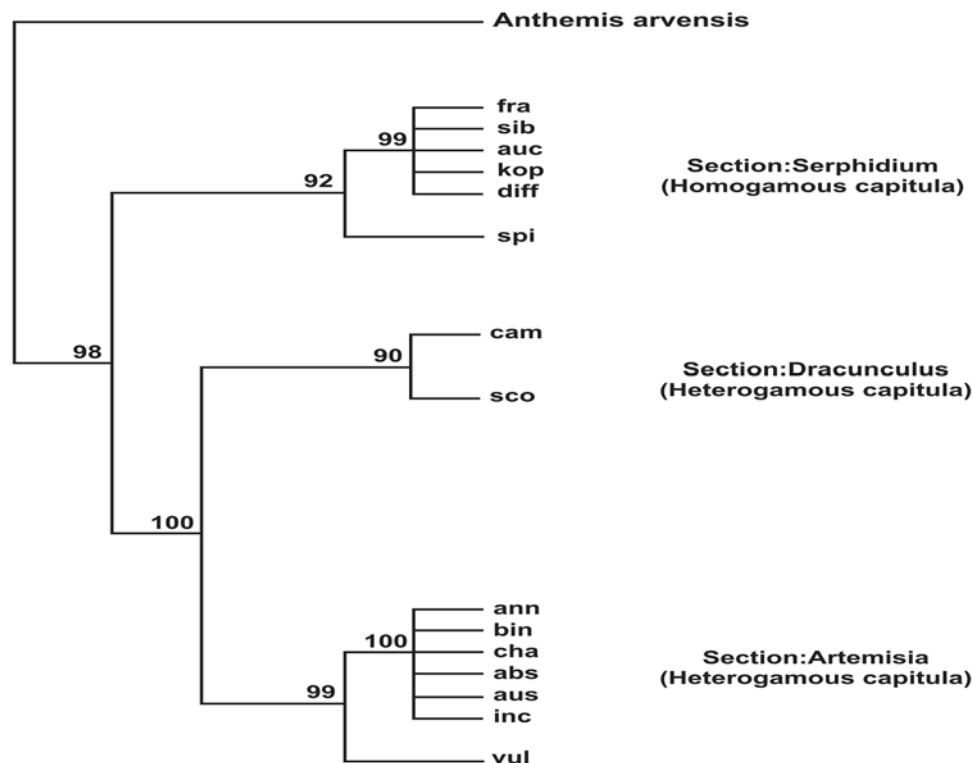 Anthemis arvensis
fra
sib
99
auc
kop
92
diff
Section:Serphidium
(Homogamous capitula)
spi
cam
98
90
Section:Dracunculus
(Heterogamous capitula)
sco
100
ann
bin
100
cha
abs
99
aus
inc
Section:Artemisia
(Heterogamous capitula)
vul